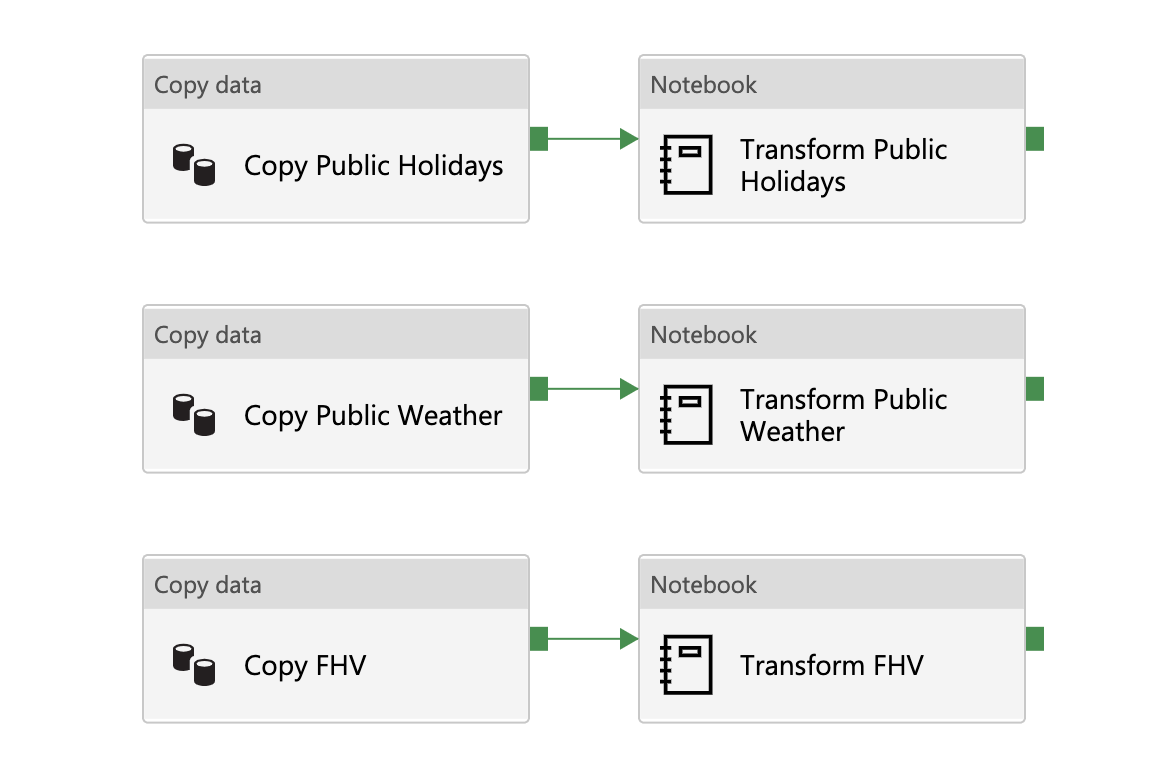 Copy data
Copy Public Holidays
Notebook
Transform Public
Holidays
Copy data
Copy Public Weather
Notebook
Transform Public
Weather
Copy data
Copy FHV
Notebook
Transform FHV